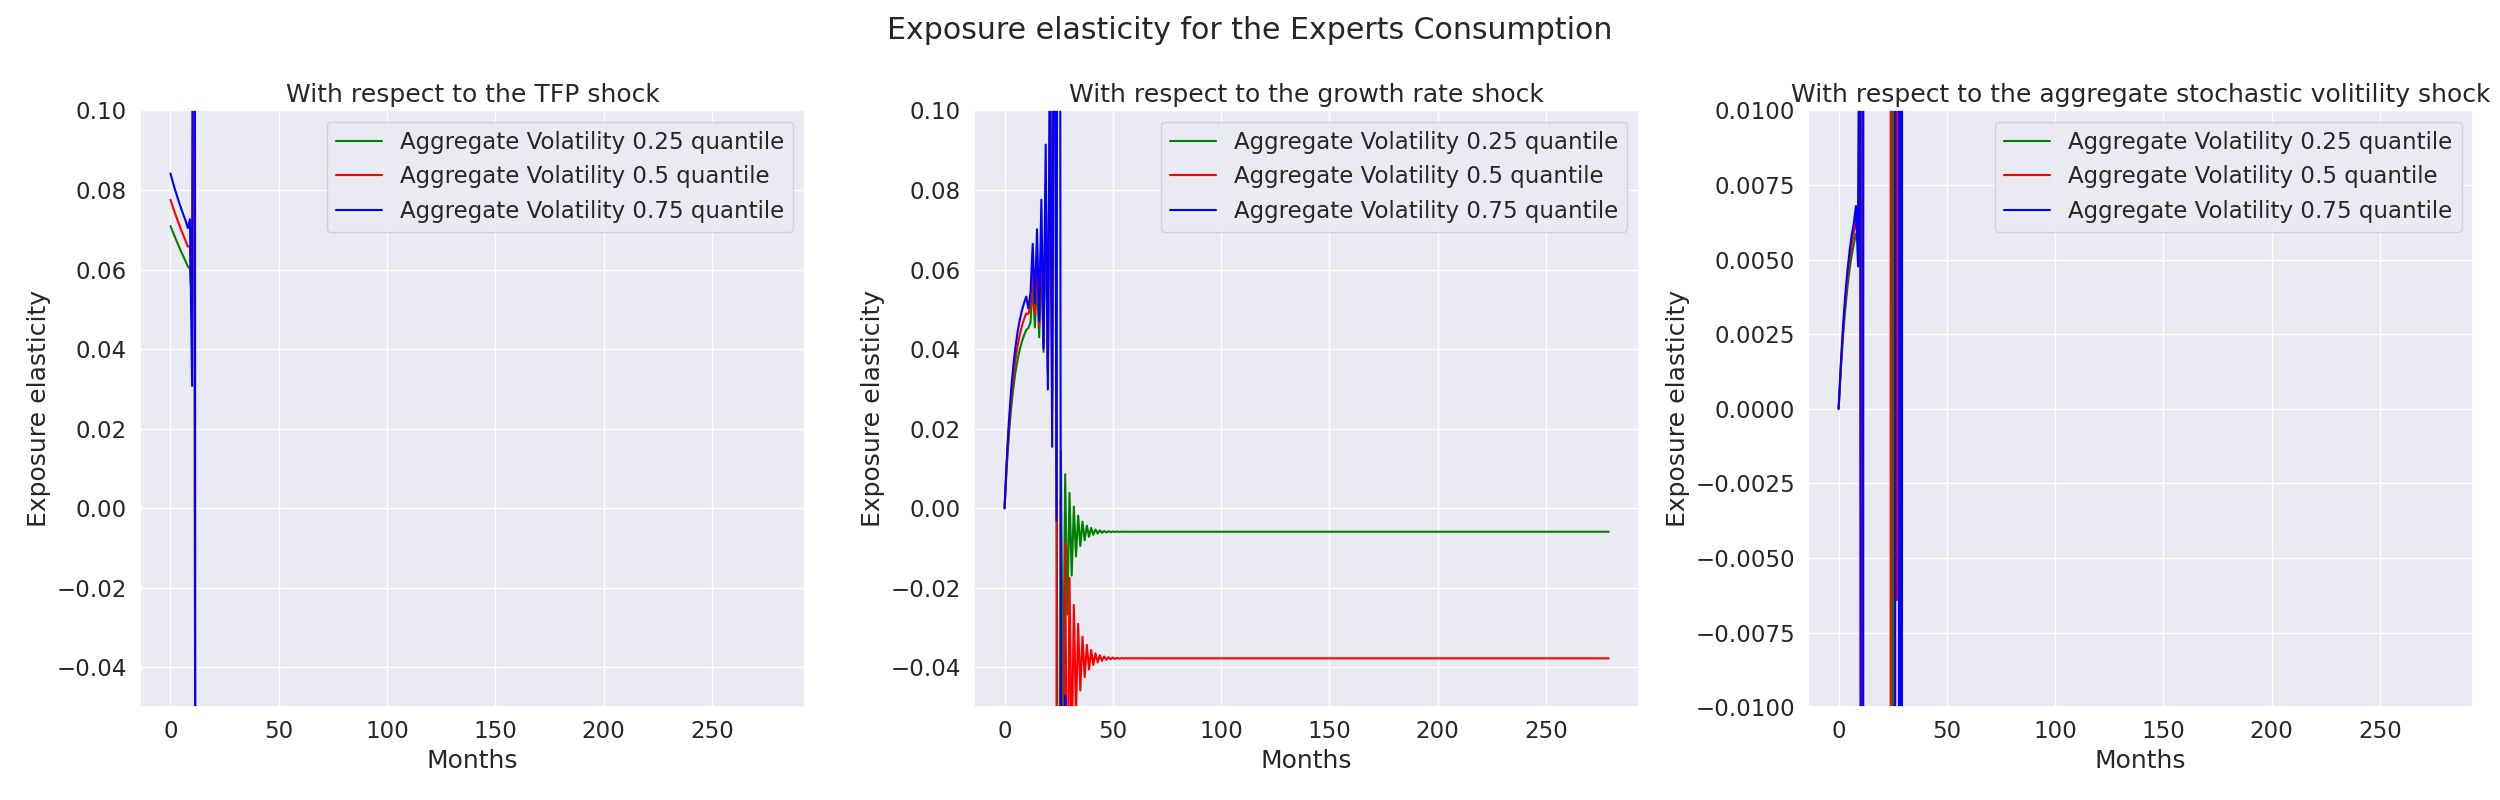 Exposure elasticity for the Experts Consumption
With respect to the TFP shock
Exposure elasticity
0.10
0.08
0.06
0.04
0.02
0.00
−0.02
−0.04
Aggregate Volatility 0.25 quantile
Aggregate Volatility 0.5 quantile
Aggregate Volatility 0.75 quantile
0 50 100 150 200 250
Months
With respect to the growth rate shock
Exposure elasticity
0.10
0.08
0.06
0.04
0.02
0.00
−0.02
−0.04
Aggregate Volatility 0.25 quantile
Aggregate Volatility 0.5 quantile
Aggregate Volatility 0.75 quantile
0 50 100 150 200 250
Months
With respect to the aggregate stochastic volitility shock
Exposure elasticity
0.0100
0.0075
0.0050
0.0025
0.0000
−0.0025
−0.0050
−0.0075
−0.0100
Aggregate Volatility 0.25 quantile
Aggregate Volatility 0.5 quantile
Aggregate Volatility 0.75 quantile
0 50 100 150 200 250
Months